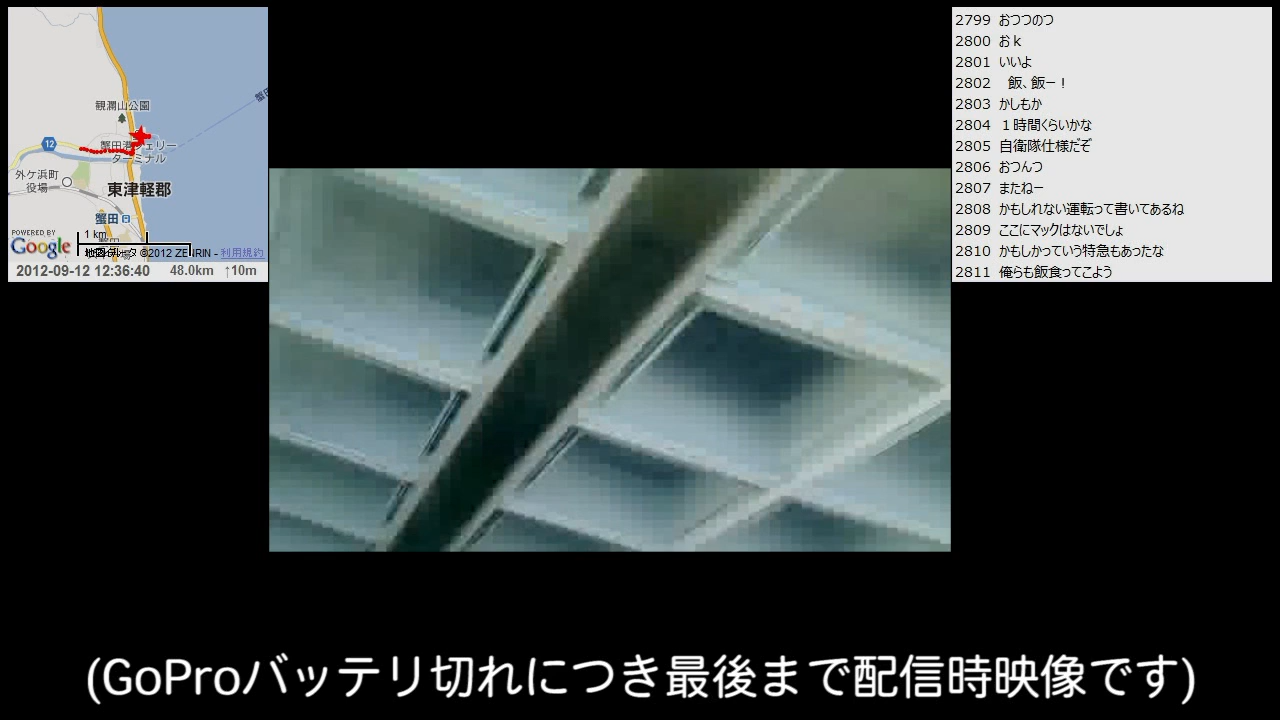 観瀾山公園
蟹田
12
蟹田港フェリー
ターミナル
外ケ浜町
役場
東津軽郡
蟹田
POWERED BY
Google
1 km
©2012 ZENRIN - 利用規約
2012-09-12 12:36:40 48.0km ↑10m
2799 おつつのつ
2800 おｋ
2801 いいよ
2802 飯、飯ー！
2803 かしもか
2804 １時間くらいかな
2805 自衛隊仕様だぞ
2806 おつんつ
2807 またねー
2808 かもしれない運転って書いてあるね
2809 ここにマックはないでしょ
2810 かもしかっていう特急もあったな
2811 俺らも飯食ってこよう
(GoProバッテリ切れにつき最後まで配信時映像です)